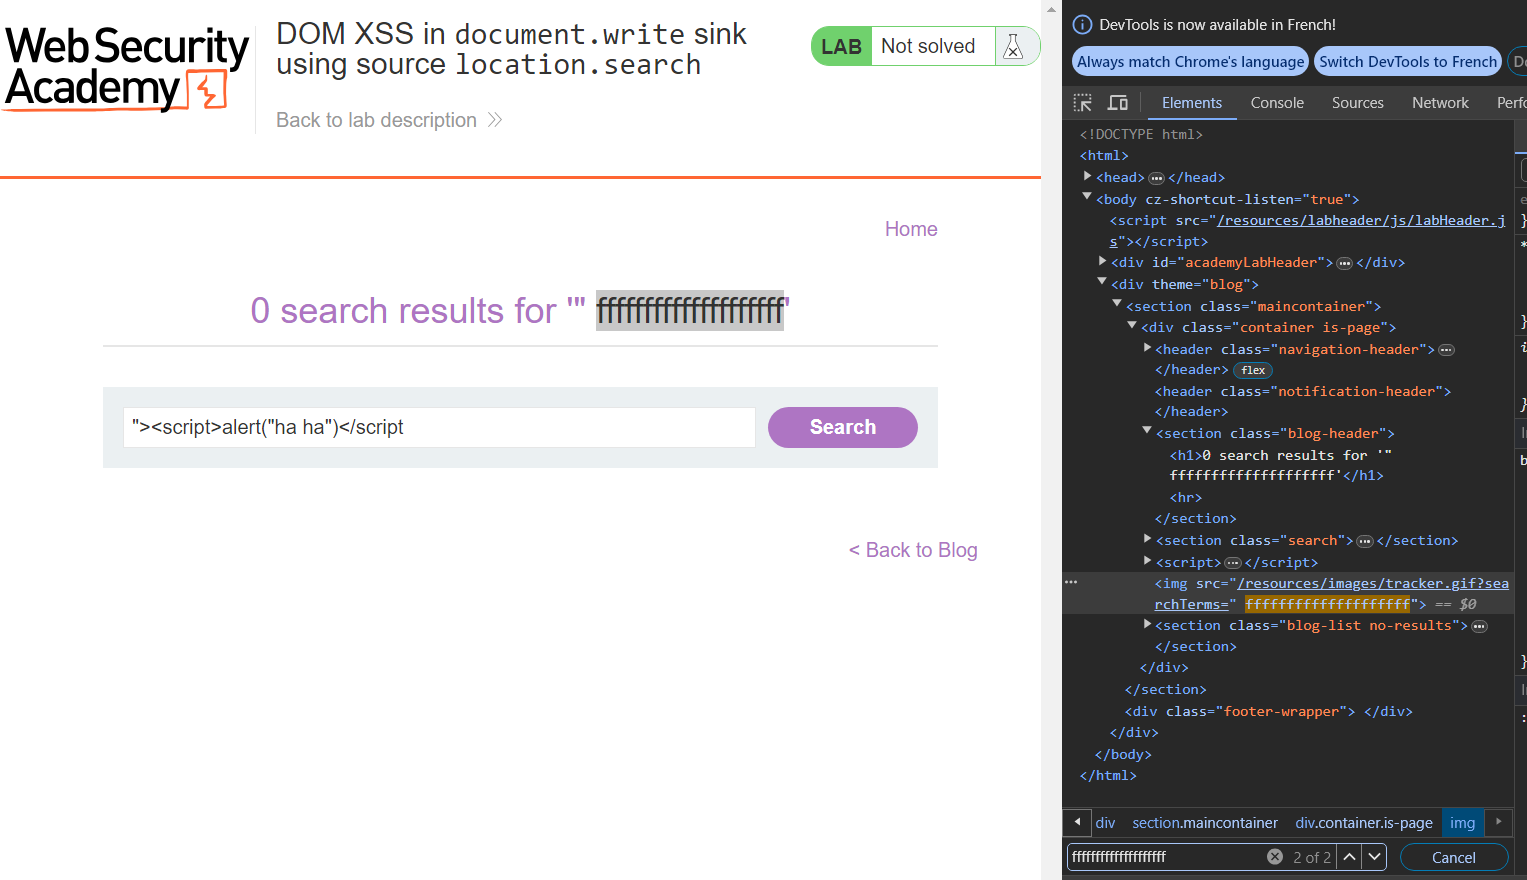 Web Security
Academy
DOM XSS in document.write sink
using source location.search
Back to lab description
LAB Not solved
Home
0 search results for '" ffffffffffffffffffff'
"><script>alert("ha ha")</script
Search
< Back to Blog
DevTools is now available in French!
Always match Chrome's language Switch DevTools to French
Elements Console Sources Network
<!DOCTYPE html>
<html>
<head> ••• </head>
<body cz-shortcut-listen="true">
<script src="/resources/labheader/js/labHeader.j
s"></script>
<div id="academyLabHeader"> ••• </div>
<div theme="blog">
<section class="maincontainer">
<div class="container is-page">
<header class="navigation-header"> •••
</header> flex
<header class="notification-header">
</header>
<section class="blog-header">
<h1>0 search results for '"
ffffffffffffffffffff'</h1>
<hr>
</section>
<section class="search"> ••• </section>
<script> ••• </script>
<img src="/resources/images/tracker.gif?sea
rchTerms=" ffffffffffffffffffff"> == $0
<section class="blog-list no-results"> •••
</section>
</div>
</section>
<div class="footer-wrapper"> </div>
</div>
</body>
</html>
div section.maincontainer div.container.is-page img
ffffffffffffffffffff 2 of 2 Cancel